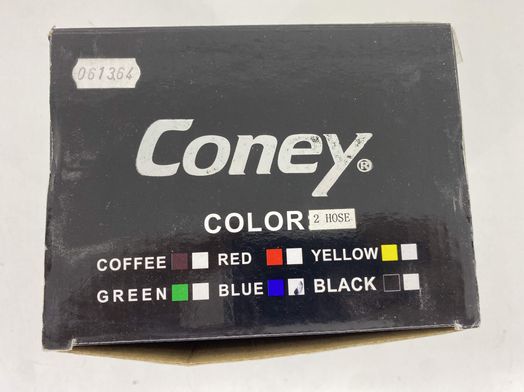 061364
Coney®
COLOR: 2 HOSE
COFFEE RED YELLOW
GREEN BLUE BLACK